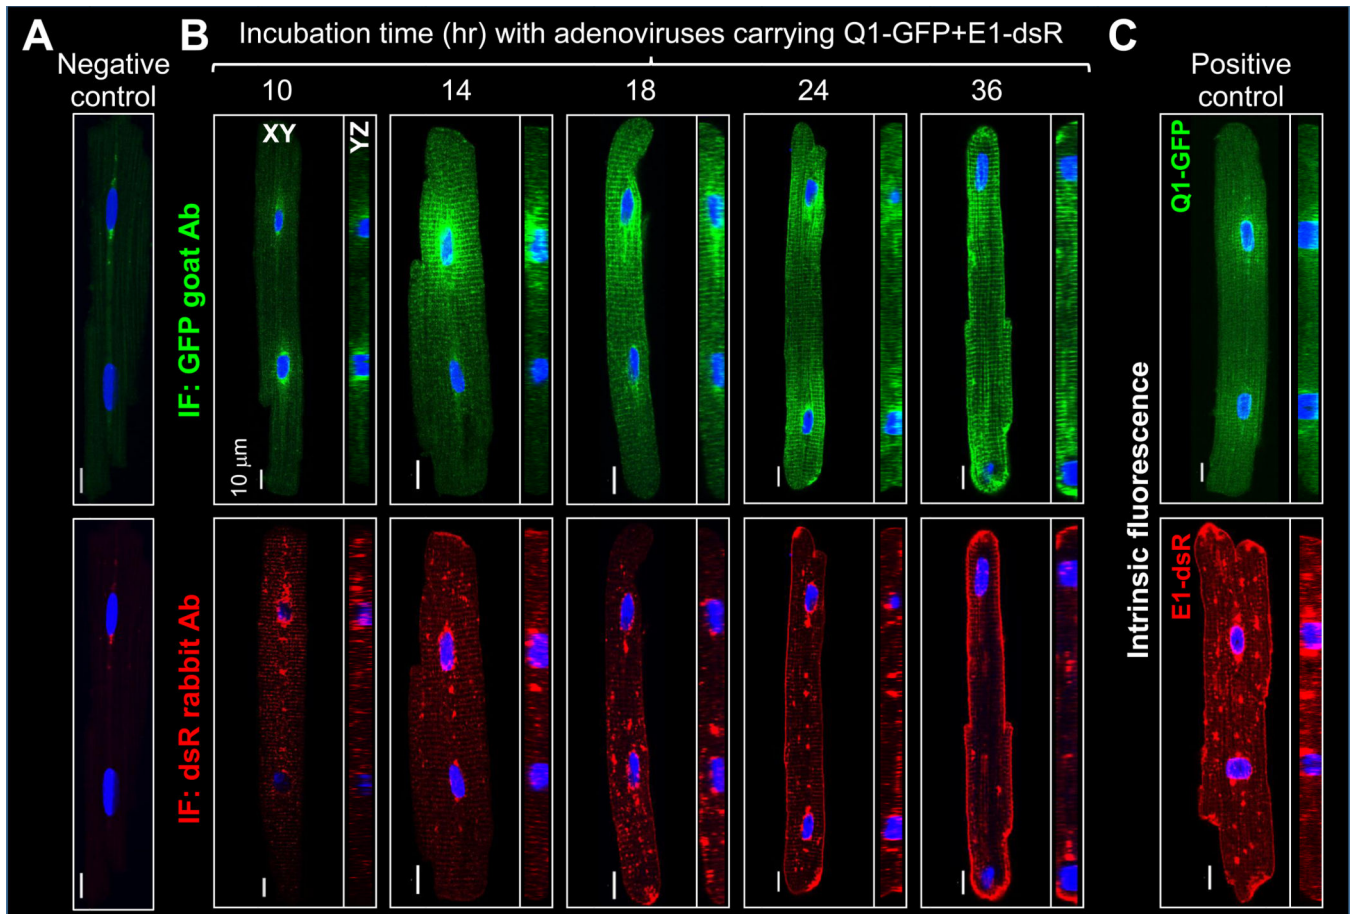 A
Negative
control
B
Incubation time (hr) with adenoviruses carrying Q1-GFP+E1-dsR
10
14
18
24
36
C
Positive
control
XY
YZ
IF: GFP goat Ab
10 μm
Q1-GFP
IF: dsR rabbit Ab
Intrinsic fluorescence
E1-dsR